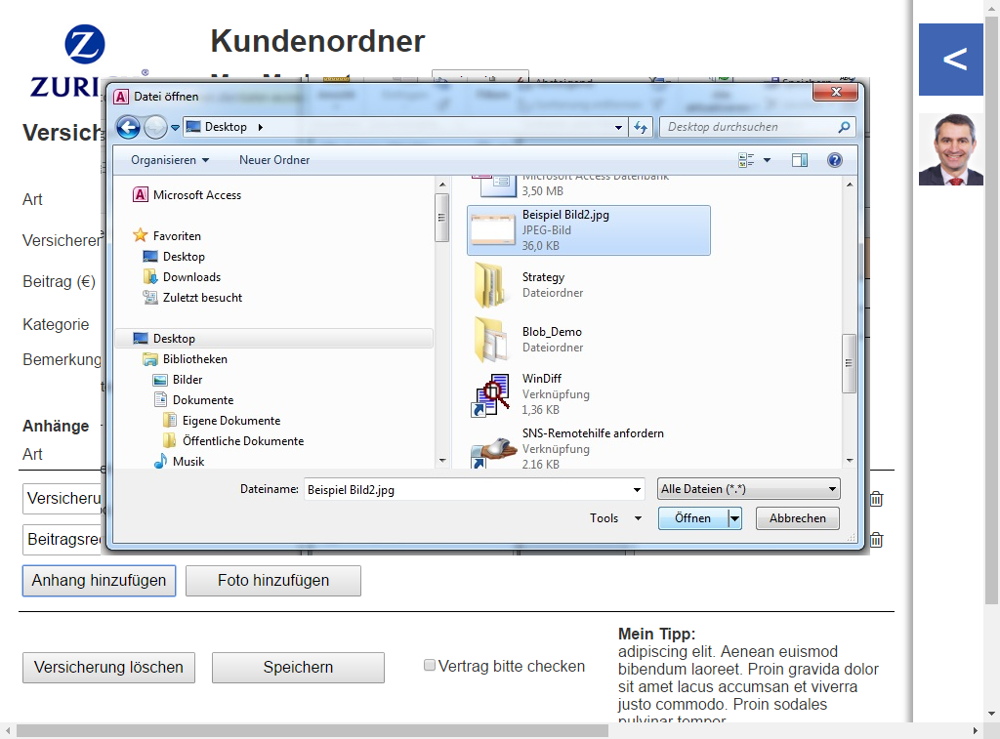 Kundenordner
ZURI
Datei öffnen
Versich
Desktop
Desktop durchsuchen
Organisieren
Neuer Ordner
Art
Versicherer
Beitrag (€)
Kategorie
Bemerkung
Microsoft Access
Favoriten
Desktop
Downloads
Zuletzt besucht
Desktop
Bibliotheken
Bilder
Dokumente
Eigene Dokumente
Öffentliche Dokumente
Musik
Microsoft Access Datenbank
3,50 MB
Beispiel Bild2.jpg
JPEG-Bild
36,0 KB
Strategy
Dateiordner
Blob_Demo
Dateiordner
WinDiff
Verknüpfung
1,36 KB
SNS-Remotehilfe anfordern
Verknüpfung
2,16 KB
Anhänge
Art
Dateiname: Beispiel Bild2.jpg
Alle Dateien (*.*)
Tools
Öffnen
Abbrechen
Versicheru
Beitragsre
Anhang hinzufügen
Foto hinzufügen
Versicherung löschen
Speichern
Vertrag bitte checken
Mein Tipp:
adipiscing elit. Aenean euismod
bibendum laoreet. Proin gravida dolor
sit amet lacus accumsan et viverra
justo commodo. Proin sodales
pulvinar tempor